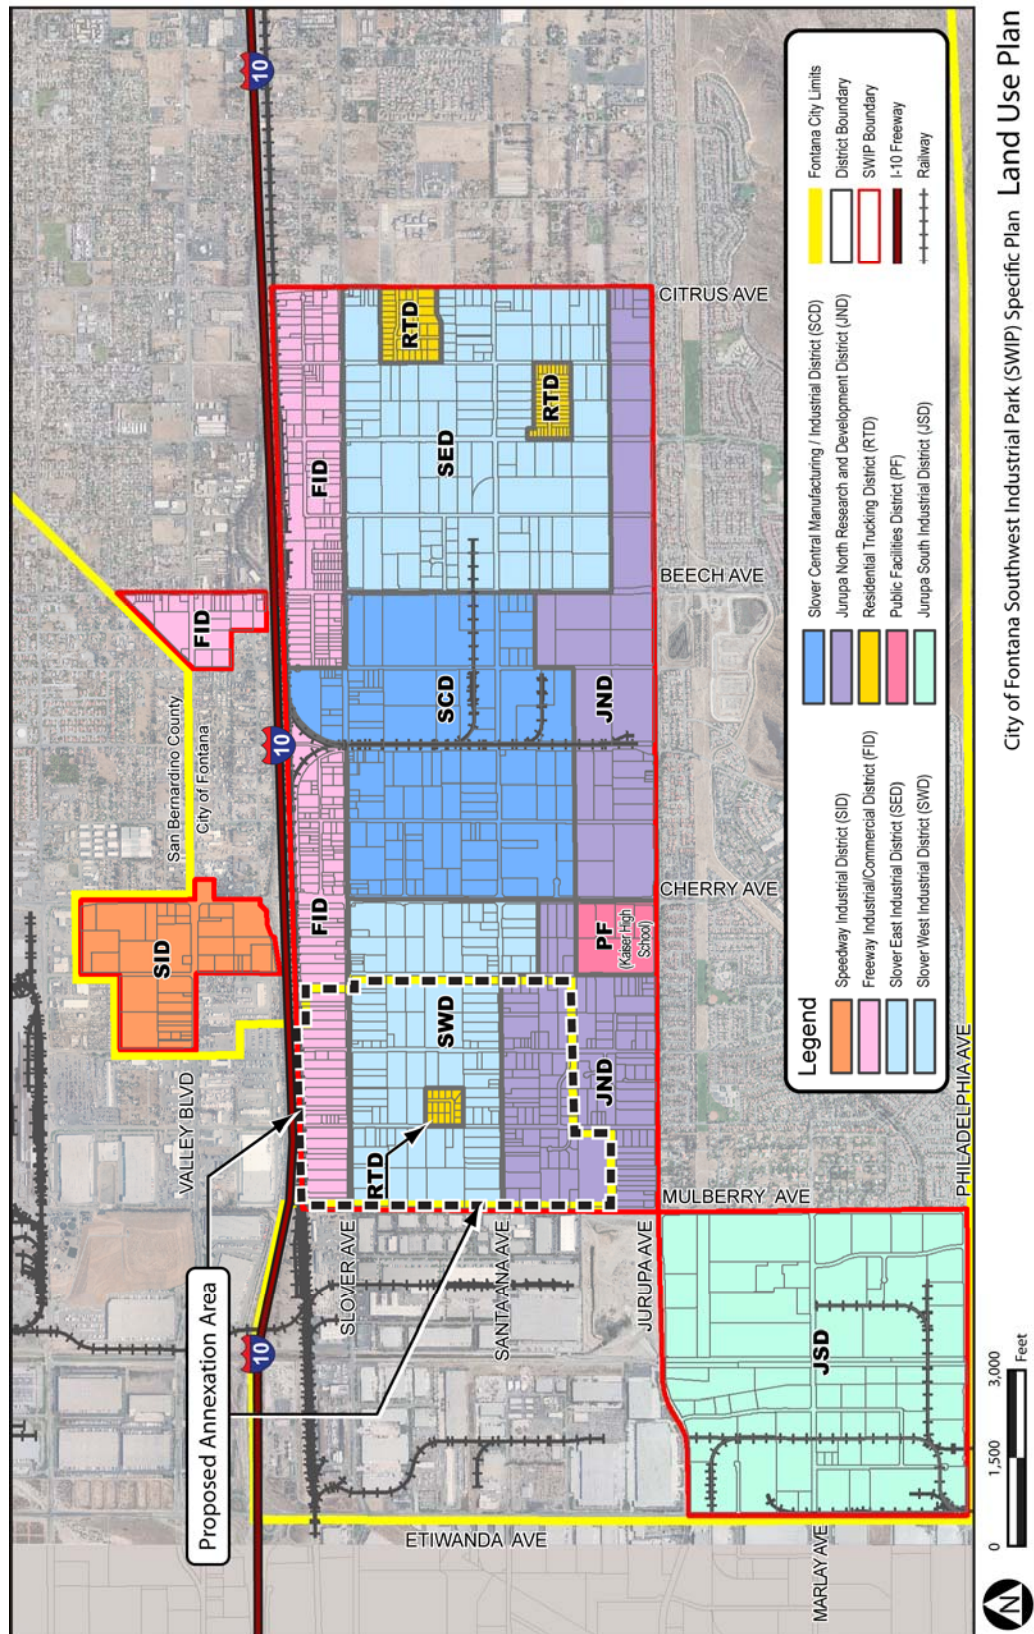 City of Fontana Southwest Industrial Park (SWIP) Specific Plan Land Use Plan
Proposed Annexation Area
10
10
10
San Bernardino County
City of Fontana
VALLEY BLVD
SID
FID
FID
FID
SLOVER AVE
SWD
RTD
SCD
SED
RTD
RTD
SANTA ANA AVE
JND
JND
PF
(Kaiser High
School)
JURUPA AVE
MULBERRY AVE
CHERRY AVE
BEECH AVE
CITRUS AVE
ETIWANDA AVE
JSD
MARLAY AVE
PHILADELPHIA AVE
Legend
Speedway Industrial District (SID)
Freeway Industrial/Commercial District (FID)
Slover East Industrial District (SED)
Slover West Industrial District (SWD)
Slover Central Manufacturing / Industrial District (SCD)
Jurupa North Research and Development District (JND)
Residential Trucking District (RTD)
Public Facilities District (PF)
Jurupa South Industrial District (JSD)
Fontana City Limits
District Boundary
SWIP Boundary
I-10 Freeway
Railway
N
0 1,500 3,000
Feet